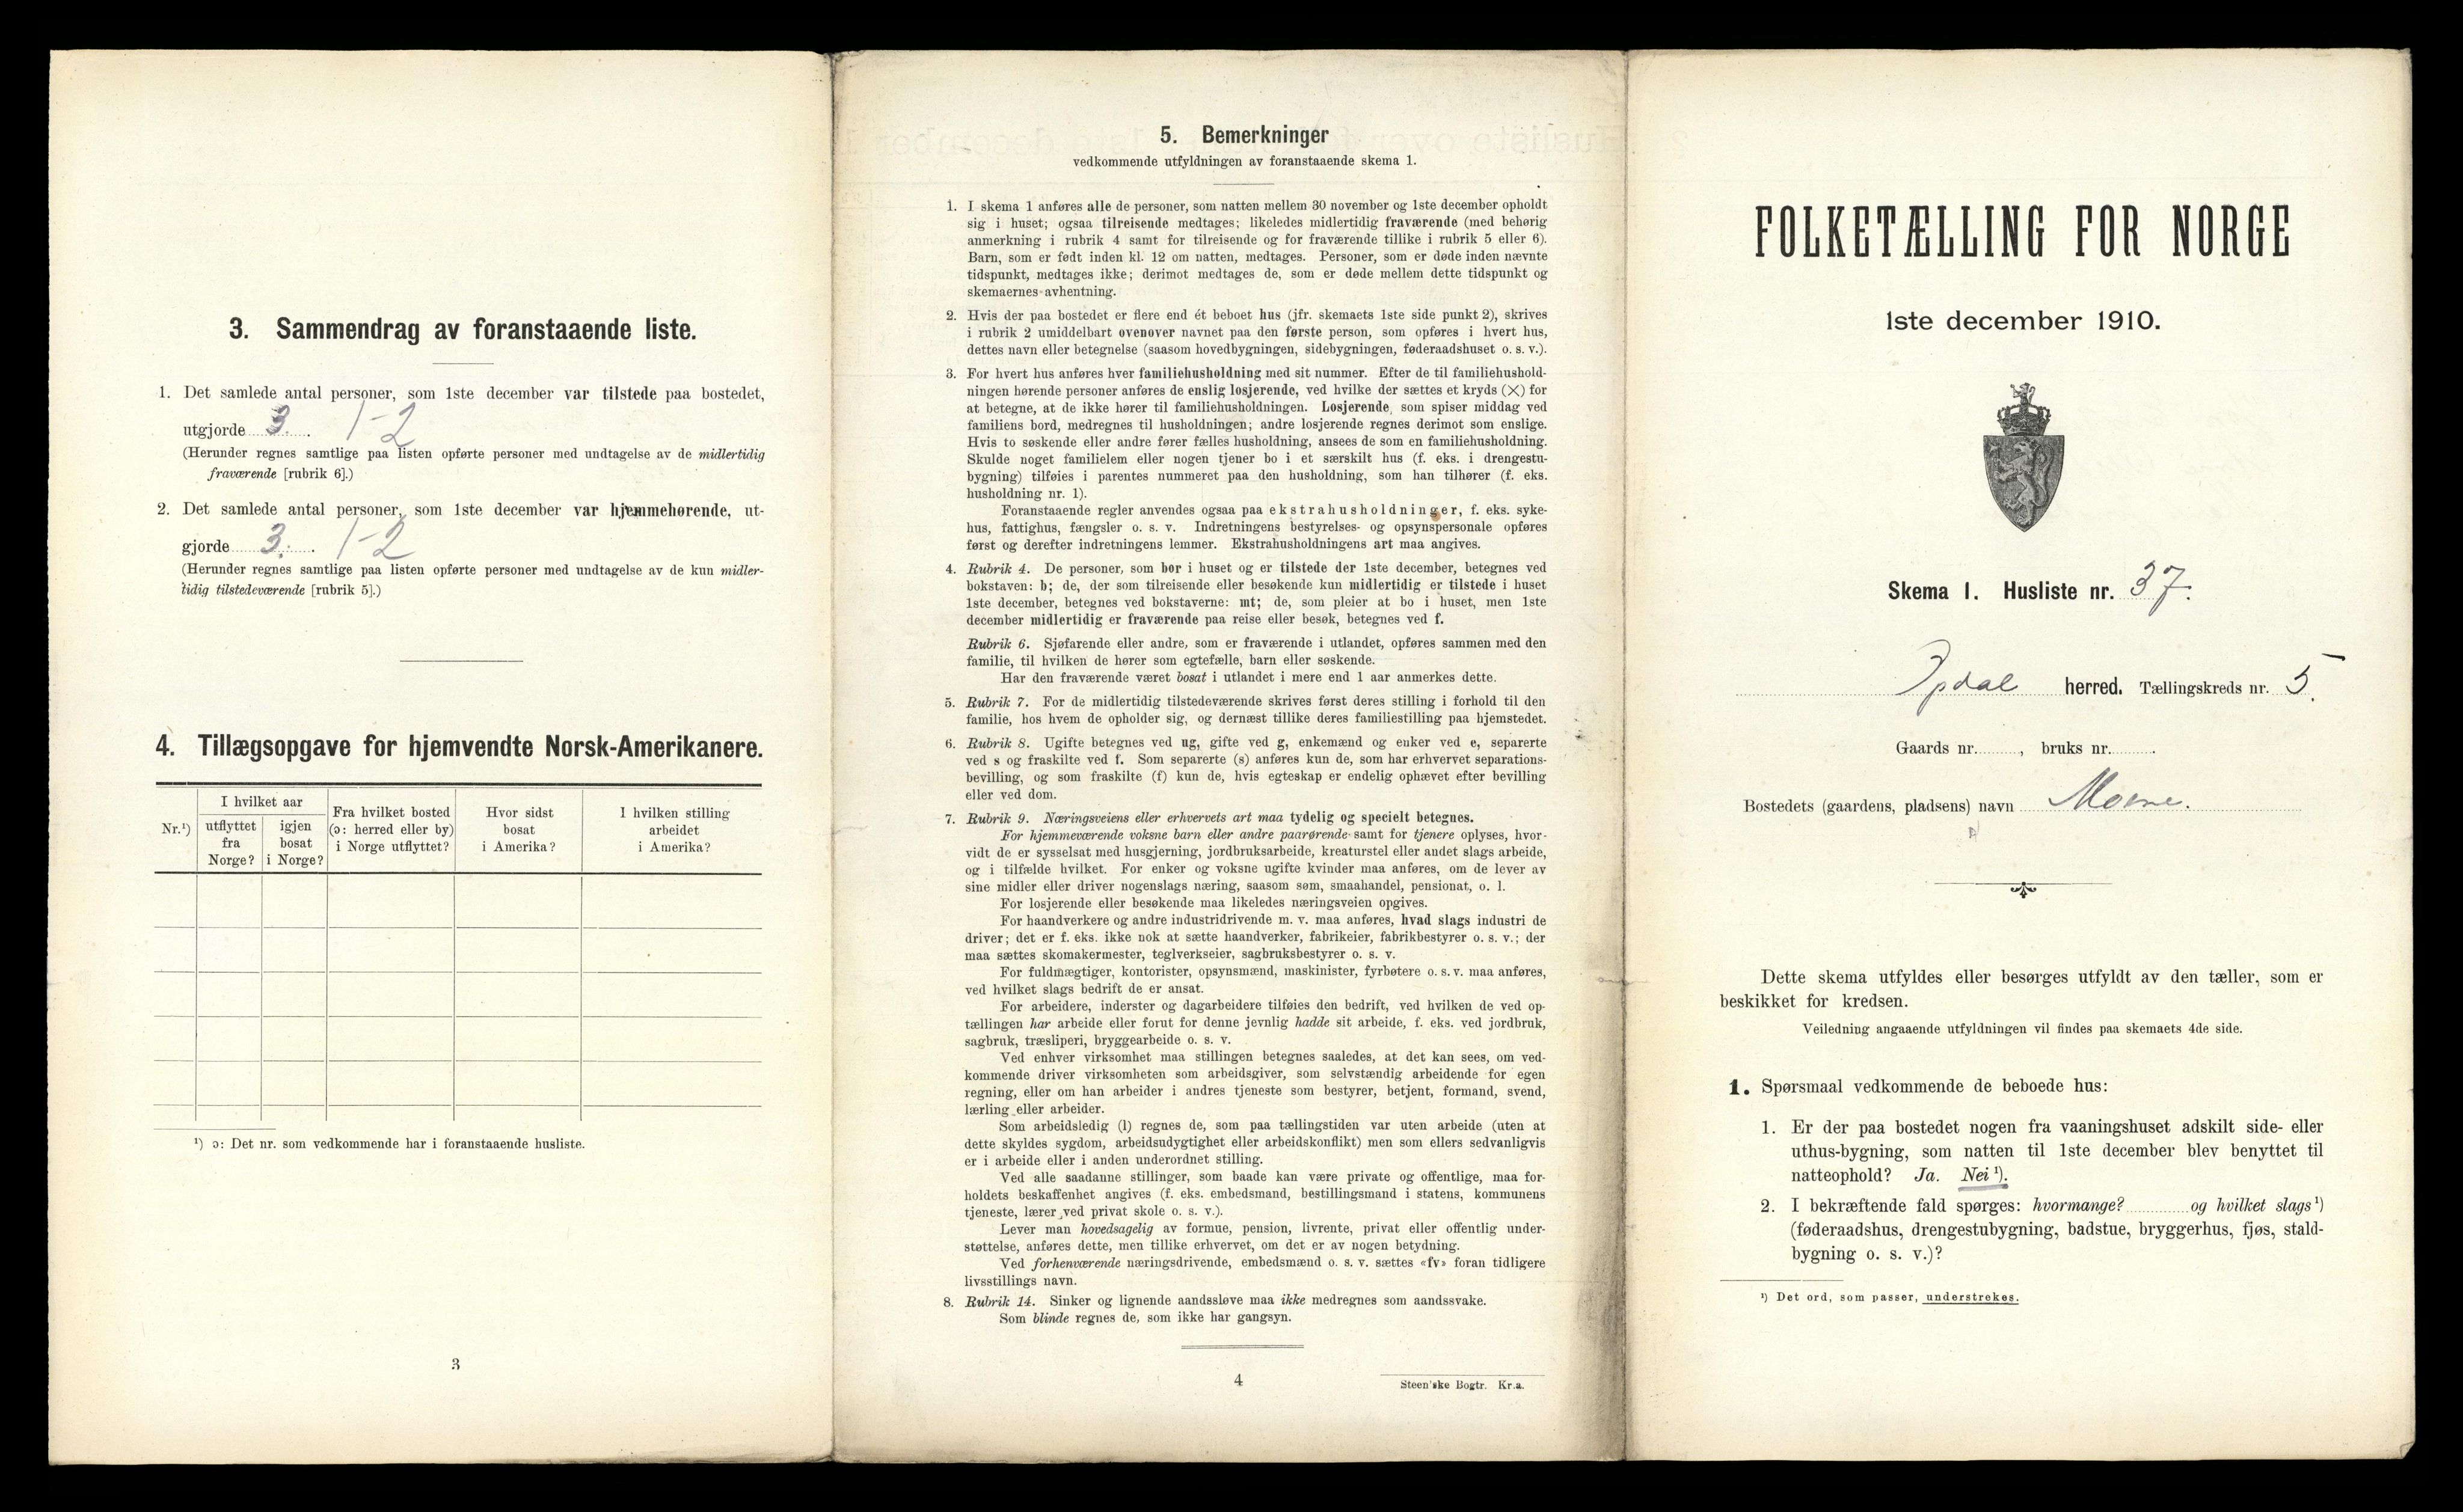 3. Sammendrag av foranstaaende liste.
1. Det samlede antal personer, som 1ste december var tilstede paa bostedet,
utgjorde 3. 1-2
(Herunder regnes samtlige paa listen opførte personer med undtagelse av de midlertidig
fraværende [rubrik 6].)
2. Det samlede antal personer, som 1ste december var hjemmehørende, ut-
gjorde 3. 1-2
(Herunder regnes samtlige paa listen opførte personer med undtagelse av de kun midler-
tidig tilstedeværende [rubrik 5].)
4. Tillægsopgave for hjemvendte Norsk-Amerikanere.
Nr.¹)
I hvilket aar
utflyttet
fra
Norge?
igjen
bosat
i Norge?
Fra hvilket bosted
(ɔ: herred eller by)
i Norge utflyttet?
Hvor sidst
bosat
i Amerika?
I hvilken stilling
arbeidet
i Amerika?
¹) ɔ: Det nr. som vedkommende har i foranstaaende husliste.
3
5. Bemerkninger
vedkommende utfyldningen av foranstaaende skema 1.
1. I skema 1 anføres alle de personer, som natten mellem 30 november og 1ste december opholdt
sig i huset; ogsaa tilreisende medtages; likeledes midlertidig fraværende (med behørig
anmerkning i rubrik 4 samt for tilreisende og for fraværende tillike i rubrik 5 eller 6).
Barn, som er født inden kl. 12 om natten, medtages. Personer, som er døde inden nævnte
tidspunkt, medtages ikke; derimot medtages de, som er døde mellem dette tidspunkt og
skemaernes avhentning.
2. Hvis der paa bostedet er flere end ét beboet hus (jfr. skemaets 1ste side punkt 2), skrives
i rubrik 2 umiddelbart ovenover navnet paa den første person, som opføres i hvert hus,
dettes navn eller betegnelse (saasom hovedbygningen, sidebygningen, føderaadshuset o. s. v.).
3. For hvert hus anføres hver familiehusholdning med sit nummer. Efter de til familiehushold-
ningen hørende personer anføres de enslig losjerende, ved hvilke der sættes et kryds (×) for
at betegne, at de ikke hører til familiehusholdningen. Losjerende som spiser middag ved
familiens bord, medregnes til husholdningen; andre losjerende regnes derimot som enslige.
Hvis to søskende eller andre fører fælles husholdning, ansees de som en familiehusholdning.
Skulde noget familielem eller nogen tjener bo i et særskilt hus (f. eks. i drengestu-
bygning) tilføies i parentes nummeret paa den husholdning, som han tilhører (f. eks.
husholdning nr. 1).
Foranstaaende regler anvendes ogsaa paa ekstrahusholdninger, f. eks. syke-
hus, fattighus, fængsler o. s. v. Indretningens bestyrelses- og opsynspersonale opføres
først og derefter indretningens lemmer. Ekstrahusholdningens art maa angives.
4. Rubrik 4. De personer, som bor i huset og er tilstede der 1ste december, betegnes ved
bokstaven: b; de, der som tilreisende eller besøkende kun midlertidig er tilstede i huset
1ste december, betegnes ved bokstaverne: mt; de, som pleier at bo i huset, men 1ste
december midlertidig er fraværende paa reise eller besøk, betegnes ved f.
Rubrik 6. Sjøfarende eller andre, som er fraværende i utlandet, opføres sammen med den
familie, til hvilken de hører som egtefælle, barn eller søskende.
Har den fraværende været bosat i utlandet i mere end 1 aar anmerkes dette.
5. Rubrik 7. For de midlertidig tilstedeværende skrives først deres stilling i forhold til den
familie, hos hvem de opholder sig, og dernæst tillike deres familiestilling paa hjemstedet.
6. Rubrik 8. Ugifte betegnes ved ug, gifte ved g, enkemænd og enker ved e, separerte
ved s og fraskilte ved f. Som separerte (s) anføres kun de, som har erhvervet separations-
bevilling, og som fraskilte (f) kun de, hvis egteskap er endelig ophævet efter bevilling
eller ved dom.
7. Rubrik 9. Næringsveiens eller erhvervets art maa tydelig og specielt betegnes.
For hjemmeværende voksne barn eller andre paarørende samt for tjenere oplyses, hvor-
vidt de er sysselsat med husgjerning, jordbruksarbeide, kreaturstel eller andet slags arbeide,
og i tilfælde hvilket. For enker og voksne ugifte kvinder maa anføres, om de lever av
sine midler eller driver nogenslags næring, saasom søm, smaahandel, pensionat, o. l.
For losjerende eller besøkende maa likeledes næringsveien opgives.
For haandverkere og andre industridrivende m. v. maa anføres, hvad slags industri de
driver; det er f. eks. ikke nok at sætte haandverker, fabrikeier, fabrikbestyrer o. s. v.; der
maa sættes skomakermester, teglverkseier, sagbruksbestyrer o. s. v.
For fuldmægtiger, kontorister, opsynsmænd, maskinister, fyrbøtere o. s. v. maa anføres,
ved hvilket slags bedrift de er ansat.
For arbeidere, inderster og dagarbeidere tilføies den bedrift, ved hvilken de ved op-
tællingen har arbeide eller forut for denne jevnlig hadde sit arbeide, f. eks. ved jordbruk,
sagbruk, træsliperi, bryggearbeide o. s. v.
Ved enhver virksomhet maa stillingen betegnes saaledes, at det kan sees, om ved-
kommende driver virksomheten som arbeidsgiver, som selvstændig arbeidende for egen
regning, eller om han arbeider i andres tjeneste som bestyrer, betjent, formand, svend,
lærling eller arbeider.
Som arbeidsledig (l) regnes de, som paa tællingstiden var uten arbeide (uten at
dette skyldes sygdom, arbeidsudygtighet eller arbeidskonflikt) men som ellers sedvanligvis
er i arbeide eller i anden underordnet stilling.
Ved alle saadanne stillinger, som baade kan være private og offentlige, maa for-
holdets beskaffenhet angives (f. eks. embedsmand, bestillingsmand i statens, kommunens
tjeneste, lærer ved privat skole o. s. v.).
Lever man hovedsagelig av formue, pension, livrente, privat eller offentlig under-
støttelse, anføres dette, men tillike erhvervet, om det er av nogen betydning.
Ved forhenværende næringsdrivende, embedsmænd o. s. v. sættes «fv» foran tidligere
livsstillings navn.
8. Rubrik 14. Sinker og lignende aandssløve maa ikke medregnes som aandssvake.
Som blinde regnes de, som ikke har gangsyn.
4
Steen'ske Bogtr. Kr.a.
FOLKETÆLLING FOR NORGE
1ste december 1910.
Skema 1. Husliste nr. 37.
Opdal herred. Tællingskreds nr. 5.
Gaards nr. , bruks nr. .
Bostedets (gaardens, pladsens) navn Moene.
Dette skema utfyldes eller besørges utfyldt av den tæller, som er
beskikket for kredsen.
Veiledning angaaende utfyldningen vil findes paa skemaets 4de side.
1. Spørsmaal vedkommende de beboede hus:
1. Er der paa bostedet nogen fra vaaningshuset adskilt side- eller
uthus-bygning, som natten til 1ste december blev benyttet til
natteophold? Ja. Nei ¹).
2. I bekræftende fald spørges: hvormange? og hvilket slags ¹)
(føderaadshus, drengestubygning, badstue, bryggerhus, fjøs, stald-
bygning o. s. v.)?
¹) Det ord, som passer, understrekes.